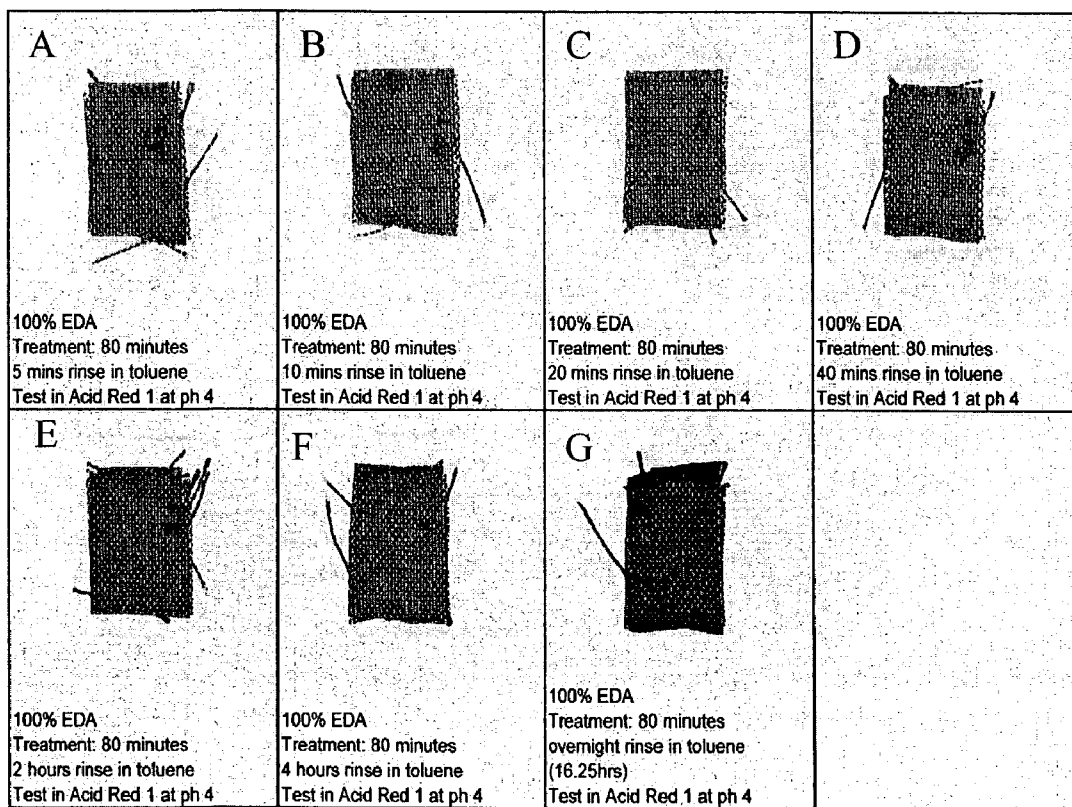 A
100% EDA
Treatment: 80 minutes
5 mins rinse in toluene
Test in Acid Red 1 at ph 4
B
100% EDA
Treatment: 80 minutes
10 mins rinse in toluene
Test in Acid Red 1 at ph 4
C
100% EDA
Treatment: 80 minutes
20 mins rinse in toluene
Test in Acid Red 1 at ph 4
D
100% EDA
Treatment: 80 minutes
40 mins rinse in toluene
Test in Acid Red 1 at ph 4
E
100% EDA
Treatment: 80 minutes
2 hours rinse in toluene
Test in Acid Red 1 at ph 4
F
100% EDA
Treatment: 80 minutes
4 hours rinse in toluene
Test in Acid Red 1 at ph 4
G
100% EDA
Treatment: 80 minutes
overnight rinse in toluene
(16.25hrs)
Test in Acid Red 1 at ph 4